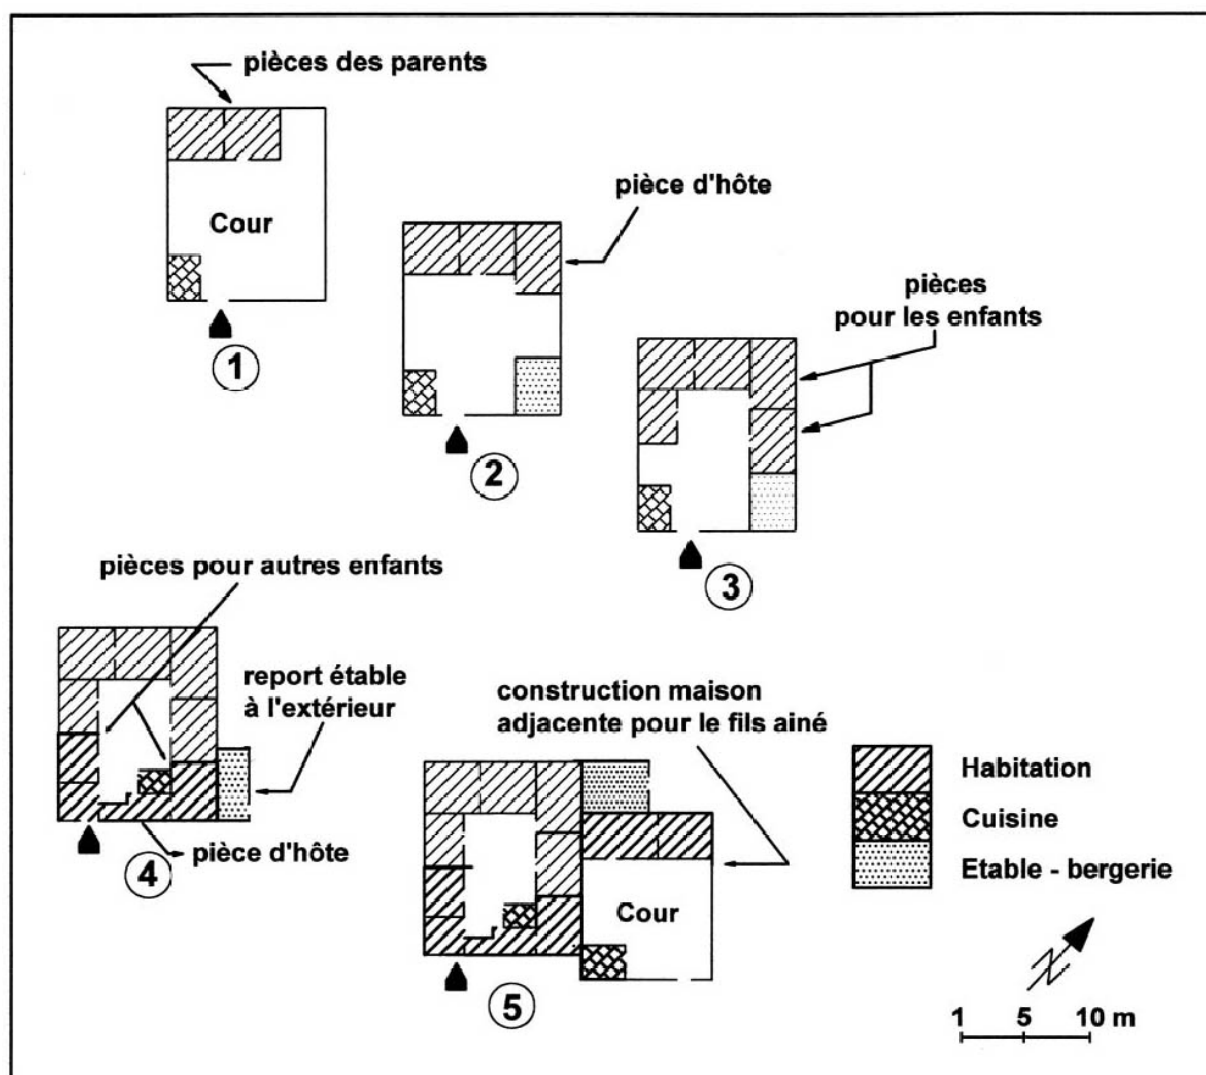 pièces des parents
Cour
1
pièce d'hôte
2
pièces
pour les enfants
3
pièces pour autres enfants
report étable
à l'extérieur
4
pièce d'hôte
construction maison
adjacente pour le fils ainé
Cour
5
Habitation
Cuisine
Etable - bergerie
N
1 5 10 m